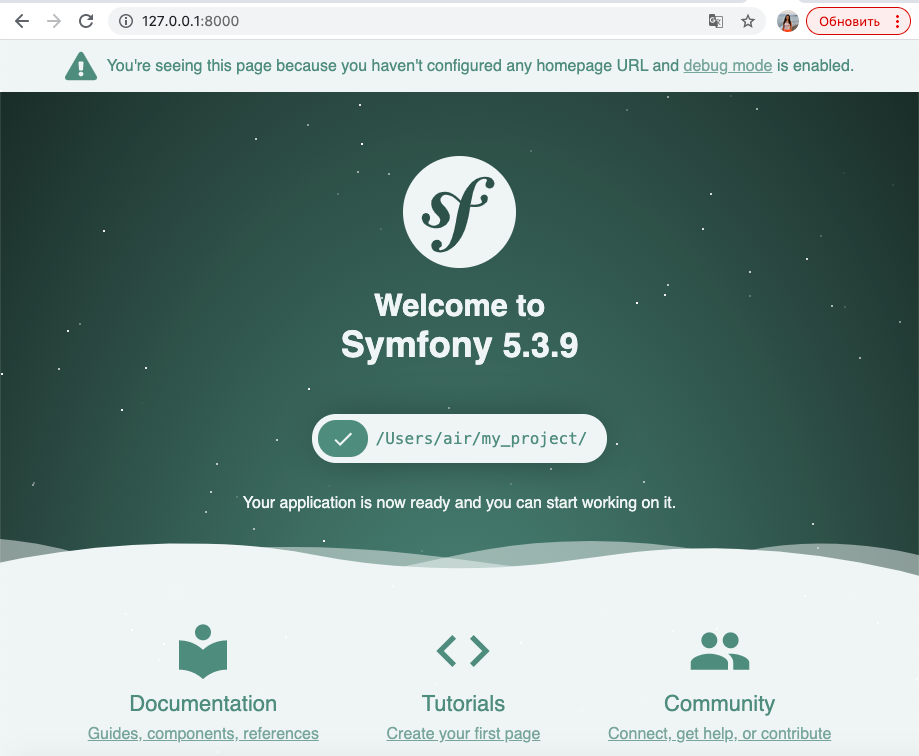 127.0.0.1:8000
Обновить
You're seeing this page because you haven't configured any homepage URL and debug mode is enabled.
sf
Welcome to
Symfony 5.3.9
/Users/air/my_project/
Your application is now ready and you can start working on it.
Documentation
Tutorials
Community
Guides, components, references
Create your first page
Connect, get help, or contribute